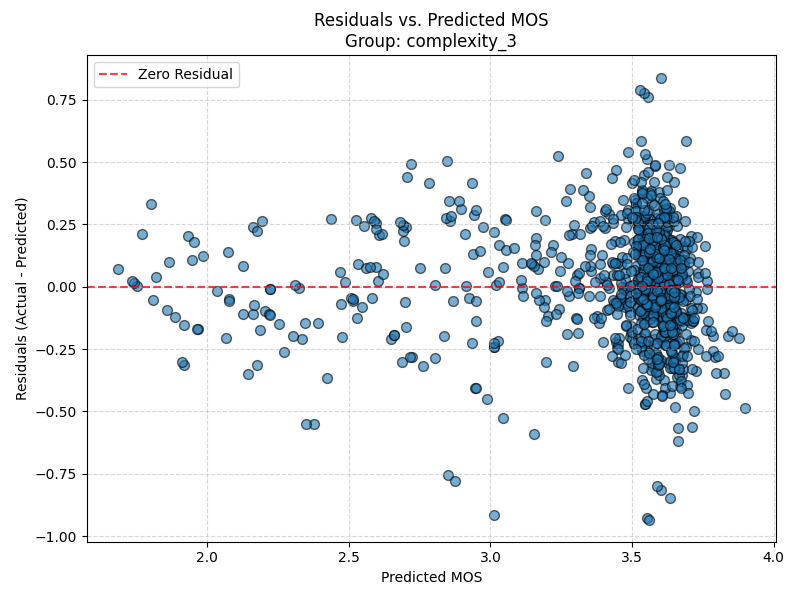 Residuals vs. Predicted MOS
Group: complexity_3
Zero Residual
Residuals (Actual - Predicted)
0.75
0.50
0.25
0.00
−0.25
−0.50
−0.75
−1.00
2.0 2.5 3.0 3.5 4.0
Predicted MOS